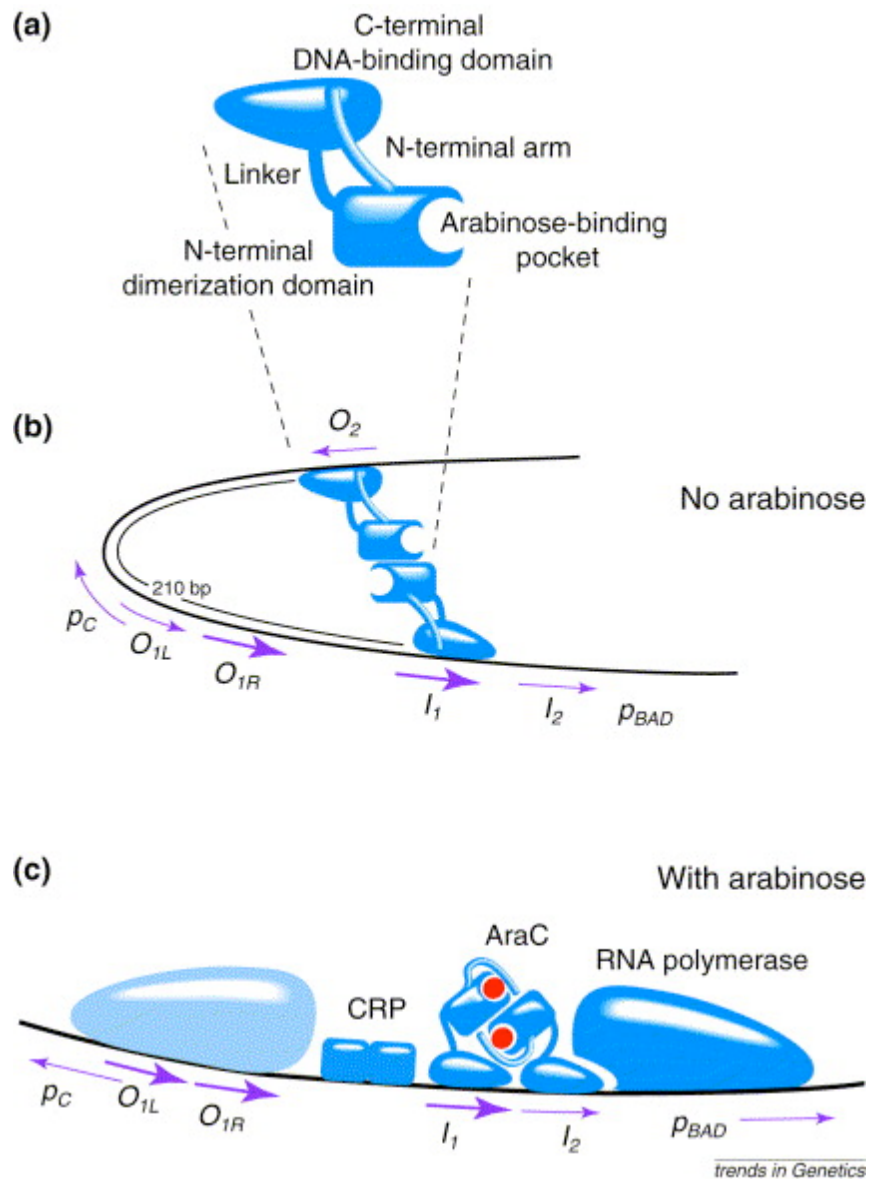 (a)
C-terminal
DNA-binding domain
N-terminal arm
Linker
Arabinose-binding
pocket
N-terminal
dimerization domain
(b)
O2
No arabinose
210 bp
pC
O1L
O1R
I1
I2
pBAD
(c)
With arabinose
AraC
RNA polymerase
CRP
pC
O1L
O1R
I1
I2
pBAD
trends in Genetics